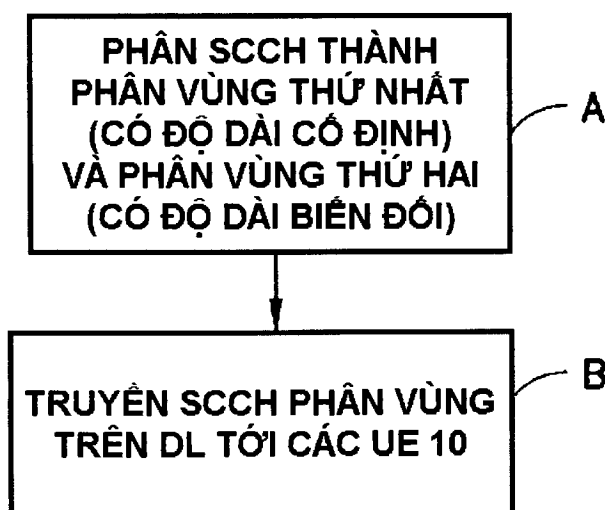 PHÂN SCCH THÀNH
PHÂN VÙNG THỨ NHẤT
(CÓ ĐỘ DÀI CỐ ĐỊNH)
VÀ PHÂN VÙNG THỨ HAI
(CÓ ĐỘ DÀI BIẾN ĐỔI)
A
TRUYỀN SCCH PHÂN VÙNG
TRÊN DL TỚI CÁC UE 10
B